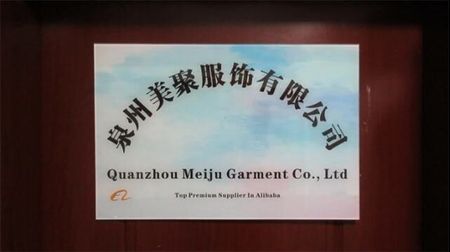 泉州美聚服饰有限公司
Quanzhou Meiju Garment Co., Ltd
Top Premium Supplier In Alibaba